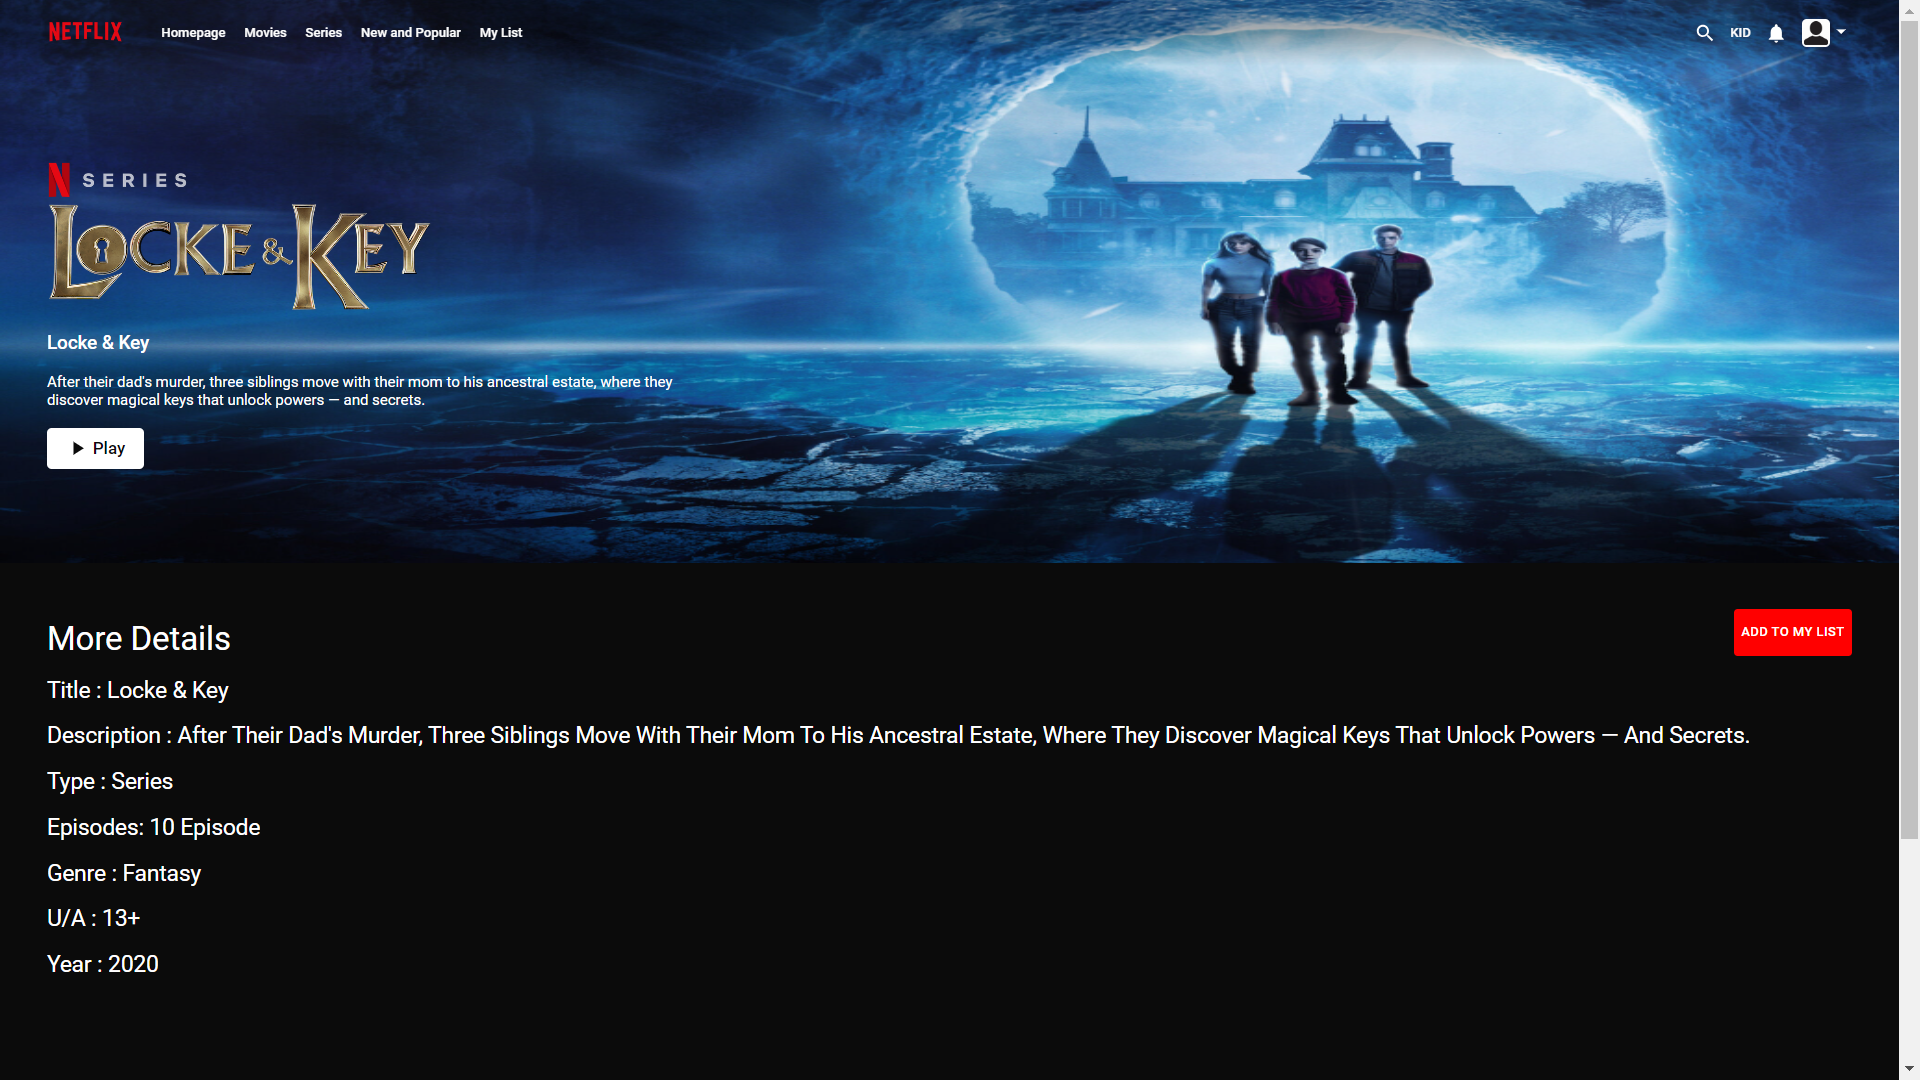 NETFLIX Homepage Movies Series New and Popular My List KID
N SERIES
LOCKE & KEY
Locke & Key
After their dad's murder, three siblings move with their mom to his ancestral estate, where they
discover magical keys that unlock powers — and secrets.
Play
More Details
ADD TO MY LIST
Title : Locke & Key
Description : After Their Dad's Murder, Three Siblings Move With Their Mom To His Ancestral Estate, Where They Discover Magical Keys That Unlock Powers — And Secrets.
Type : Series
Episodes: 10 Episode
Genre : Fantasy
U/A : 13+
Year : 2020